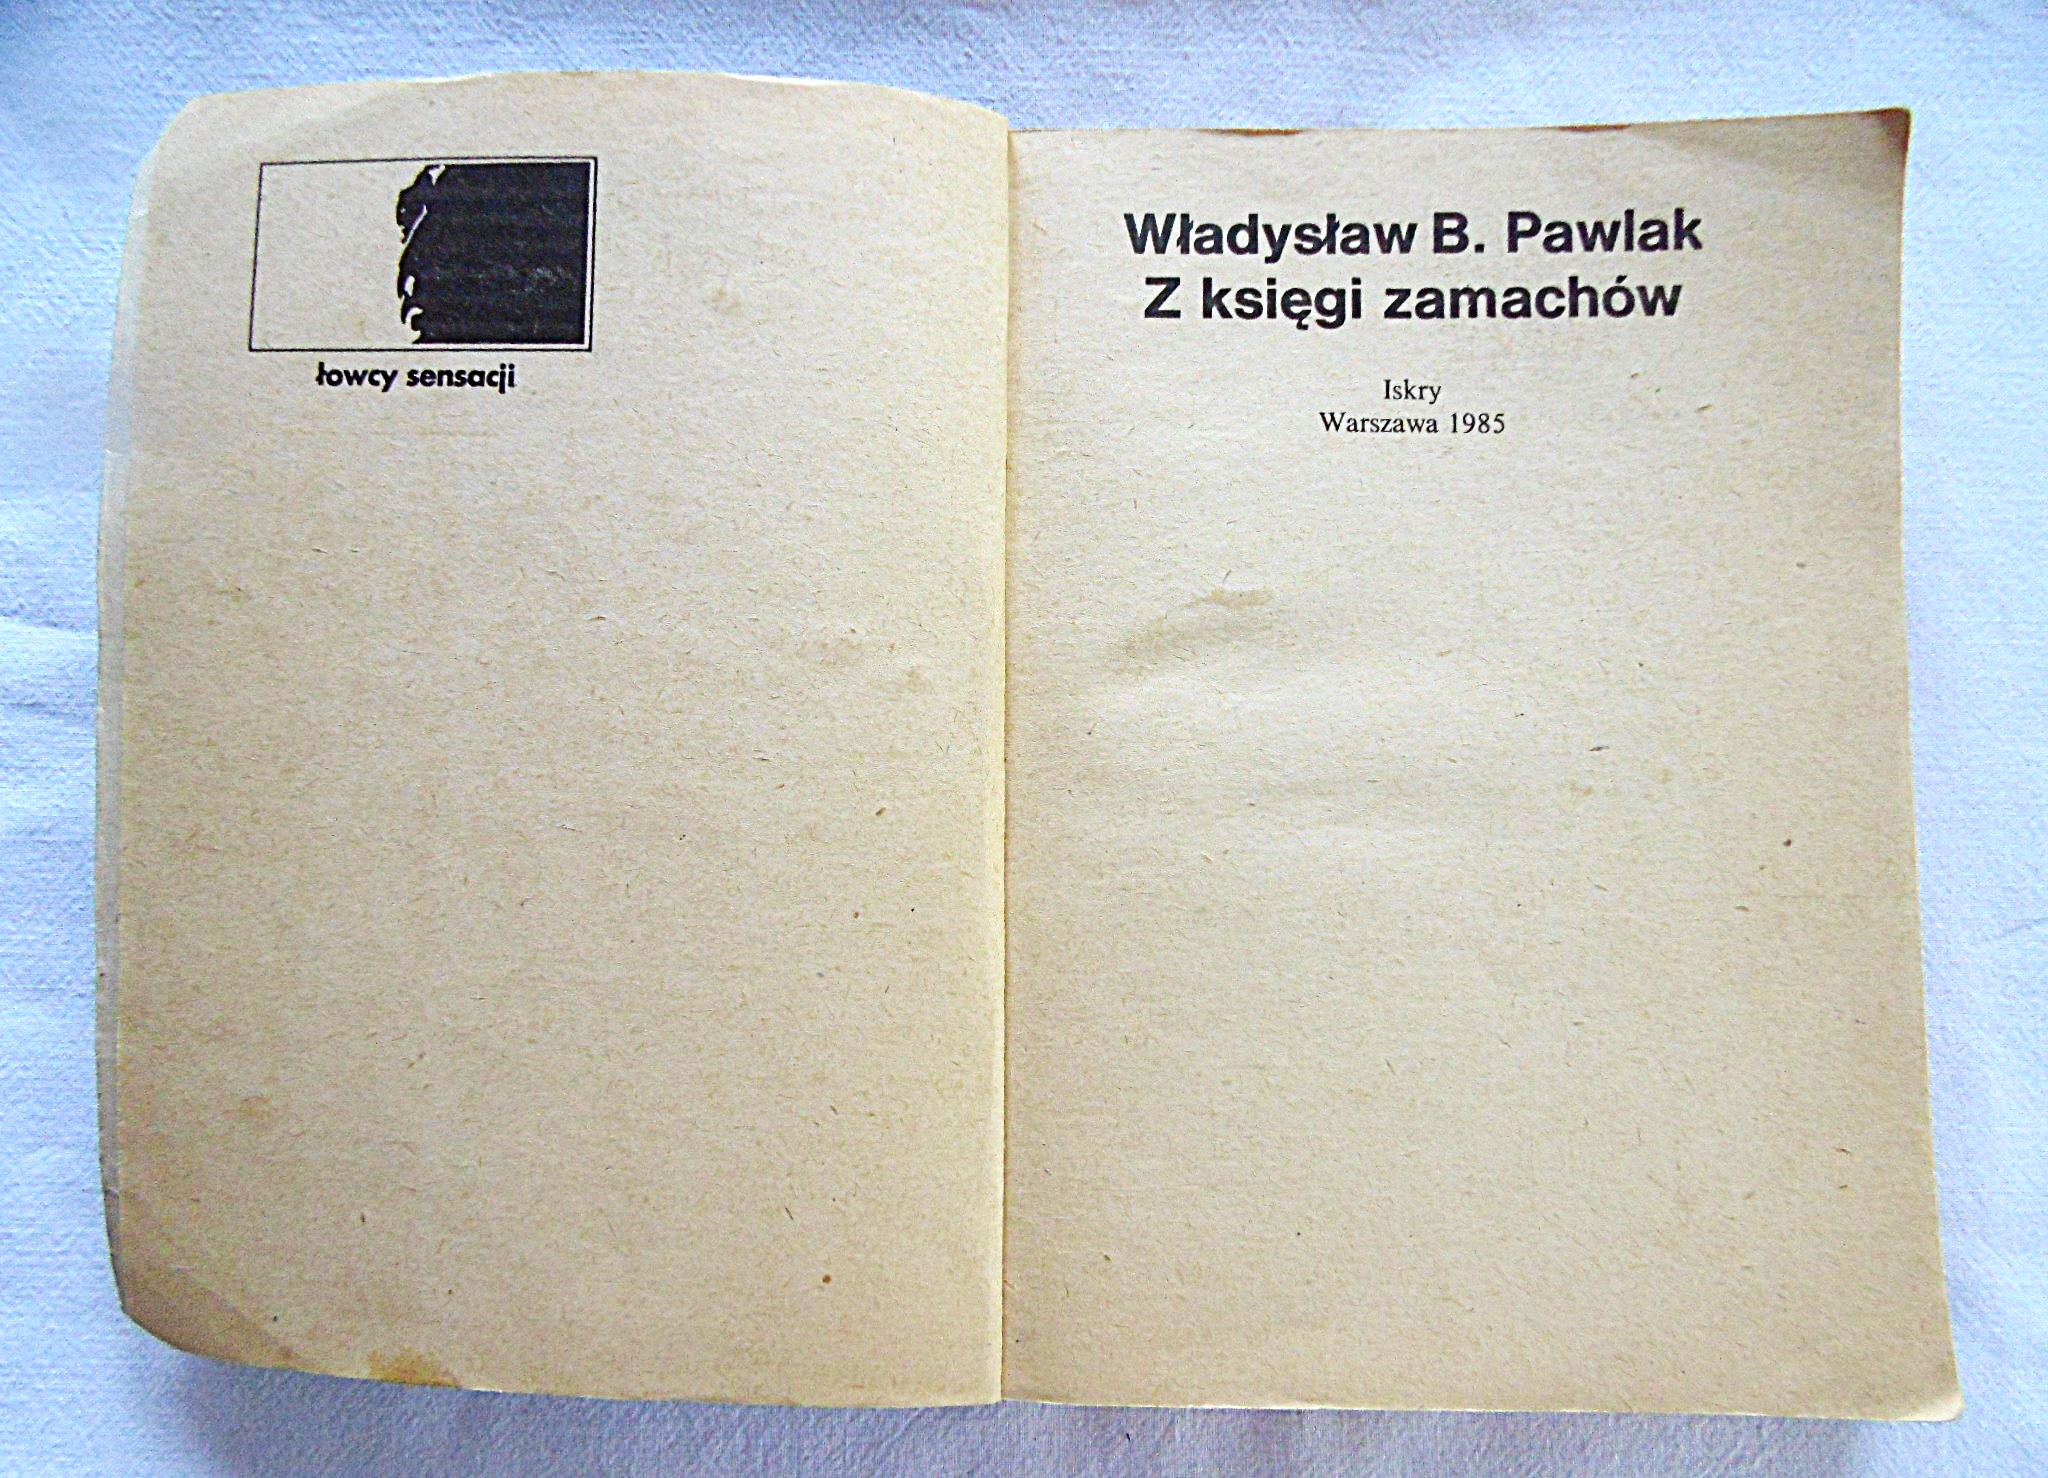 łowcy sensacji
Władysław B. Pawlak
Z księgi zamachów
Iskry
Warszawa 1985